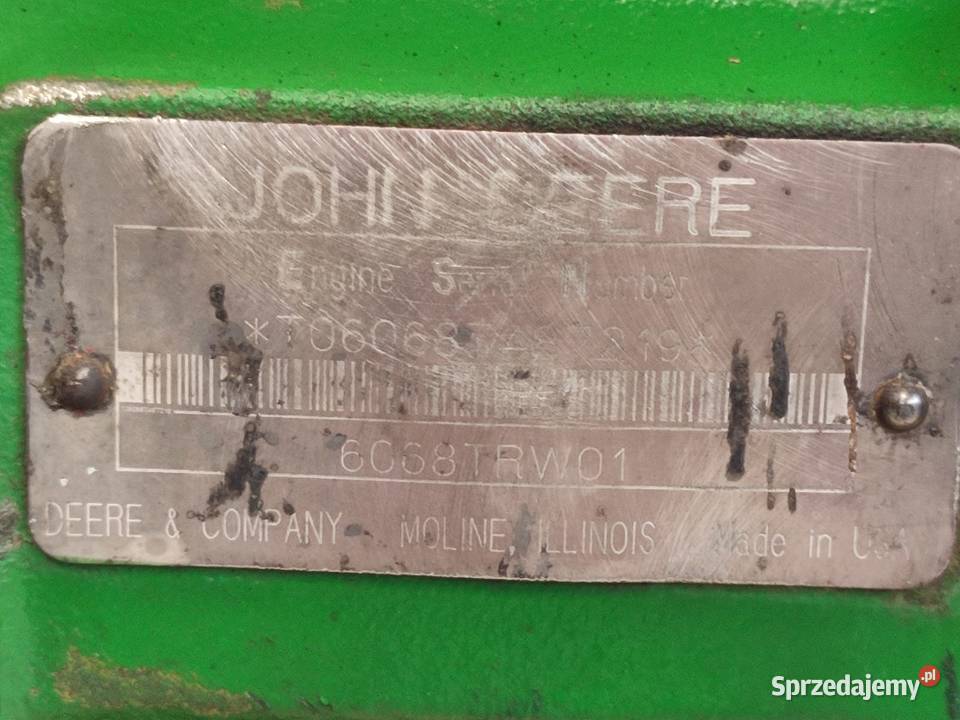 JOHN DEERE
Engine Serial Number
6068TRW01
DEERE & COMPANY MOLINE, ILLINOIS Made in USA
Sprzedajemy.pl